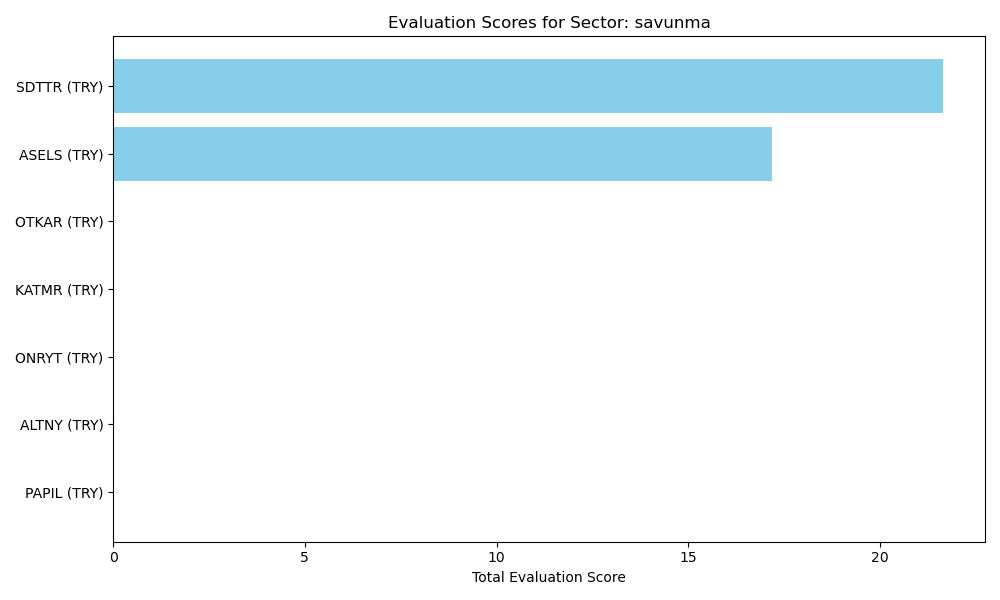 Evaluation Scores for Sector: savunma
SDTTR (TRY)
ASELS (TRY)
OTKAR (TRY)
KATMR (TRY)
ONRYT (TRY)
ALTNY (TRY)
PAPIL (TRY)
0 5 10 15 20
Total Evaluation Score